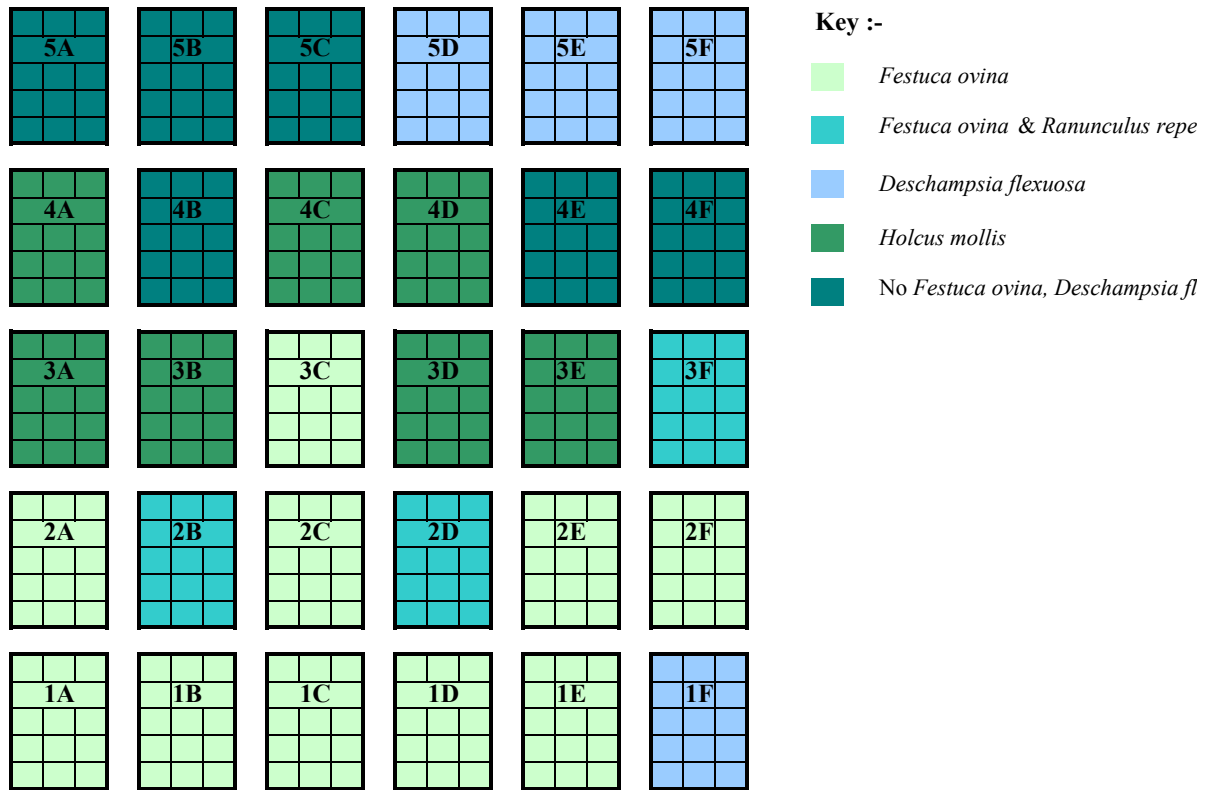 5A 5B 5C 5D 5E 5F
4A 4B 4C 4D 4E 4F
3A 3B 3C 3D 3E 3F
2A 2B 2C 2D 2E 2F
1A 1B 1C 1D 1E 1F
Key :-
Festuca ovina
Festuca ovina & Ranunculus repe
Deschampsia flexuosa
Holcus mollis
No Festuca ovina, Deschampsia fl